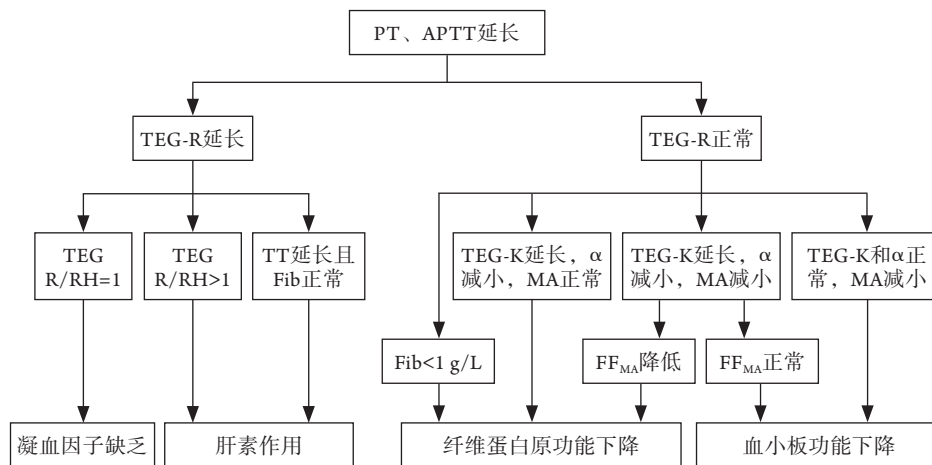 PT、APTT延长
TEG-R延长
TEG-R正常
TEG
R/RH=1
TEG
R/RH>1
TT延长且
Fib正常
TEG-K延长，α
减小，MA正常
TEG-K延长，α
减小，MA减小
TEG-K和α正
常，MA减小
Fib<1 g/L
FFMA降低
FFMA正常
凝血因子缺乏
肝素作用
纤维蛋白原功能下降
血小板功能下降